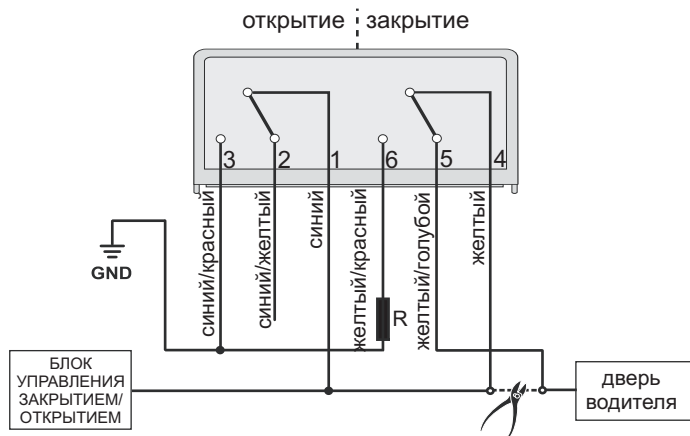 открытие закрытие
3 2 1 6 5 4
синий/красный
синий/желтый
синий
желтый/красный
желтый/голубой
желтый
GND
R
БЛОК
УПРАВЛЕНИЯ
ЗАКРЫТИЕМ/
ОТКРЫТИЕМ
дверь
водителя